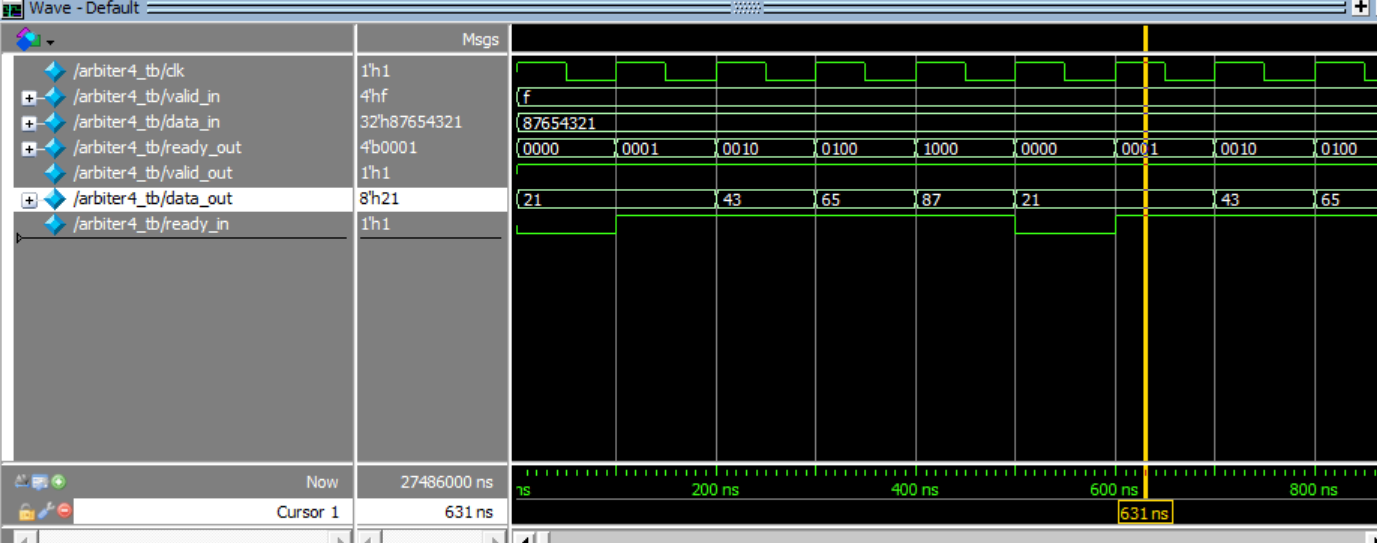 Wave - Default
Msgs
/arbiter4_tb/clk 1'h1
/arbiter4_tb/valid_in 4'hf f
/arbiter4_tb/data_in 32'h87654321 87654321
/arbiter4_tb/ready_out 4'b0001 0000 0001 0010 0100 1000 0000 0001 0010 0100
/arbiter4_tb/valid_out 1'h1
/arbiter4_tb/data_out 8'h21 21 43 65 87 21 43 65
/arbiter4_tb/ready_in 1'h1
Now 27486000 ns ns 200 ns 400 ns 600 ns 800 ns
Cursor 1 631 ns 631 ns